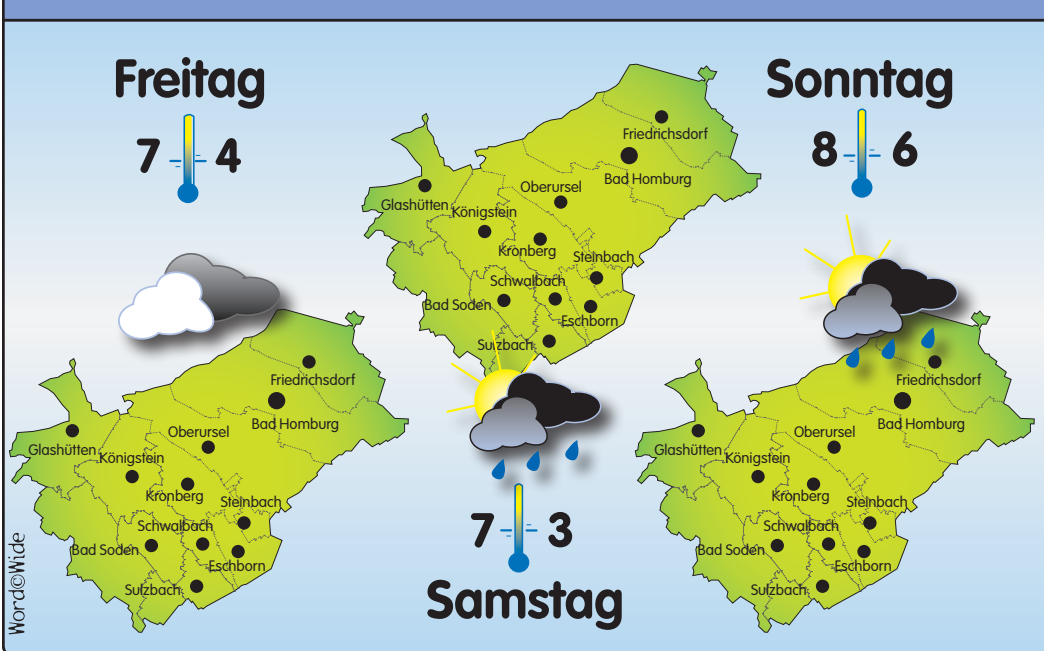 Freitag
7 4
Friedrichsdorf
Bad Homburg
Oberursel
Glashütten
Königstein
Kronberg
Steinbach
Schwalbach
Bad Soden
Eschborn
Sulzbach
Friedrichsdorf
Bad Homburg
Oberursel
Glashütten
Königstein
Kronberg
Steinbach
Schwalbach
Bad Soden
Eschborn
Sulzbach
7 3
Samstag
Sonntag
8 6
Friedrichsdorf
Bad Homburg
Oberursel
Glashütten
Königstein
Kronberg
Steinbach
Schwalbach
Bad Soden
Eschborn
Sulzbach
Word©Wide